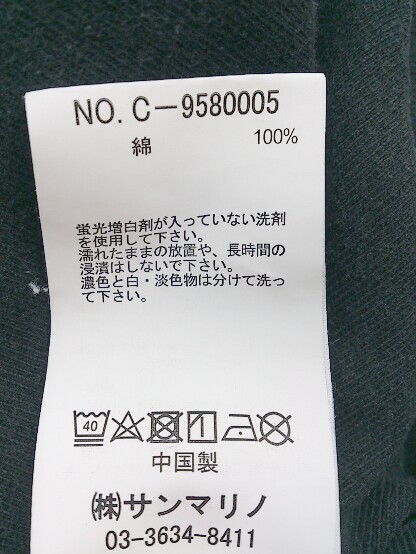 NO. C-9580005
綿 100%
蛍光増白剤が入っていない洗剤
を使用して下さい。
濡れたままの放置や、長時間の
浸漬はしないで下さい。
濃色と白・淡色物は分けて洗っ
て下さい。
40
中国製
㈱サンマリノ
03-3634-8411